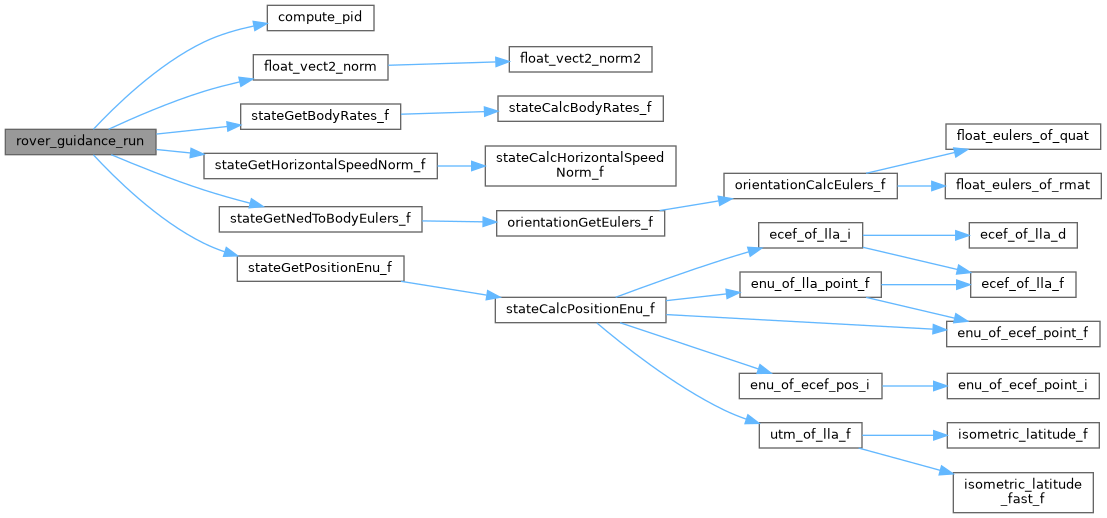 compute_pid
float_vect2_norm
float_vect2_norm2
stateGetBodyRates_f
stateCalcBodyRates_f
rover_guidance_run
stateGetHorizontalSpeedNorm_f
stateCalcHorizontalSpeed
Norm_f
float_eulers_of_quat
orientationCalcEulers_f
float_eulers_of_rmat
stateGetNedToBodyEulers_f
orientationGetEulers_f
ecef_of_lla_i
ecef_of_lla_d
stateGetPositionEnu_f
enu_of_lla_point_f
ecef_of_lla_f
stateCalcPositionEnu_f
enu_of_ecef_point_f
enu_of_ecef_pos_i
enu_of_ecef_point_i
utm_of_lla_f
isometric_latitude_f
isometric_latitude
_fast_f